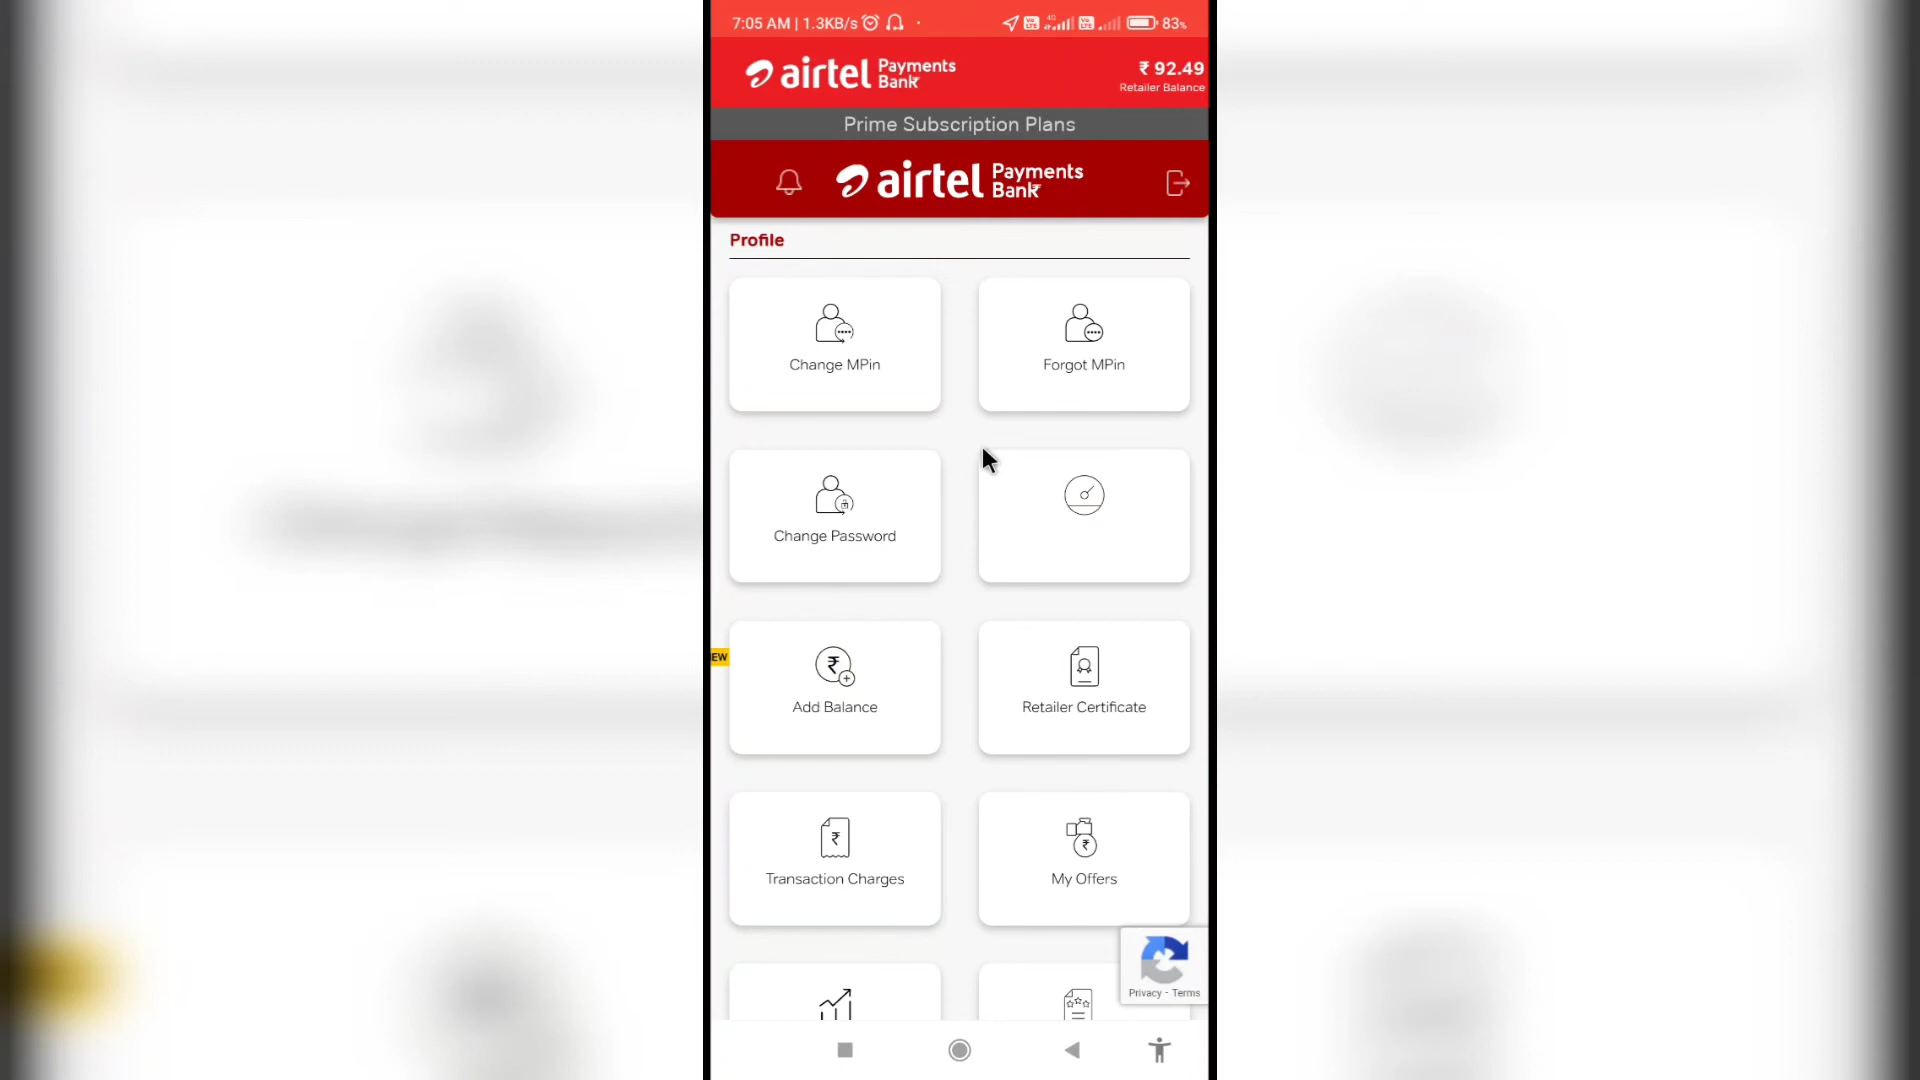 7:05 AM | 1.3KB/s
4G
83%
airtel Payments Bank
₹ 92.49
Retailer Balance
Prime Subscription Plans
airtel Payments Bank
Profile
Change MPin
Forgot MPin
Change Password
EW
Add Balance
Retailer Certificate
Transaction Charges
My Offers
Privacy - Terms